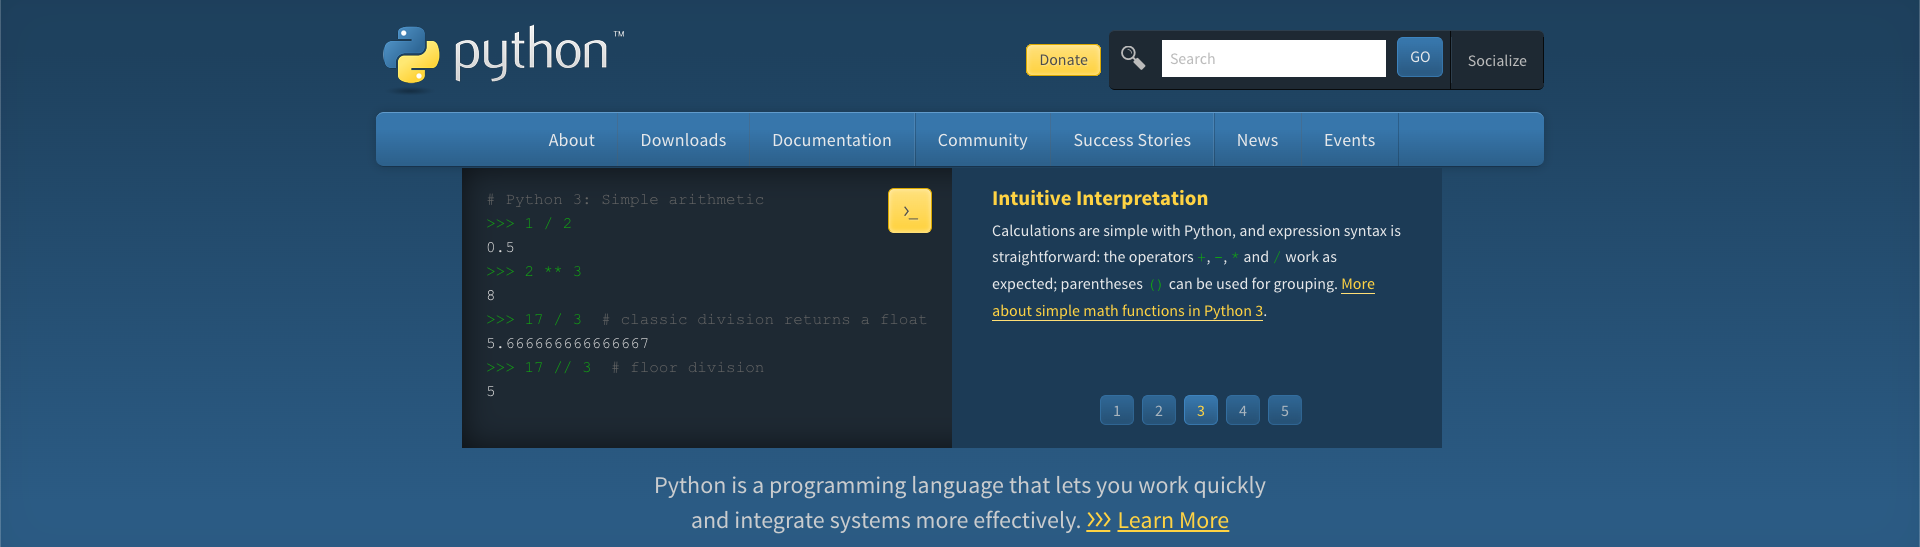 python™
Donate
Search
GO
Socialize
About
Downloads
Documentation
Community
Success Stories
News
Events
# Python 3: Simple arithmetic
>>> 1 / 2
0.5
>>> 2 ** 3
8
>>> 17 / 3  # classic division returns a float
5.666666666666667
>>> 17 // 3  # floor division
5
>_
Intuitive Interpretation
Calculations are simple with Python, and expression syntax is
straightforward: the operators +, -, * and / work as
expected; parentheses () can be used for grouping. More
about simple math functions in Python 3.
1
2
3
4
5
Python is a programming language that lets you work quickly
and integrate systems more effectively. >>> Learn More